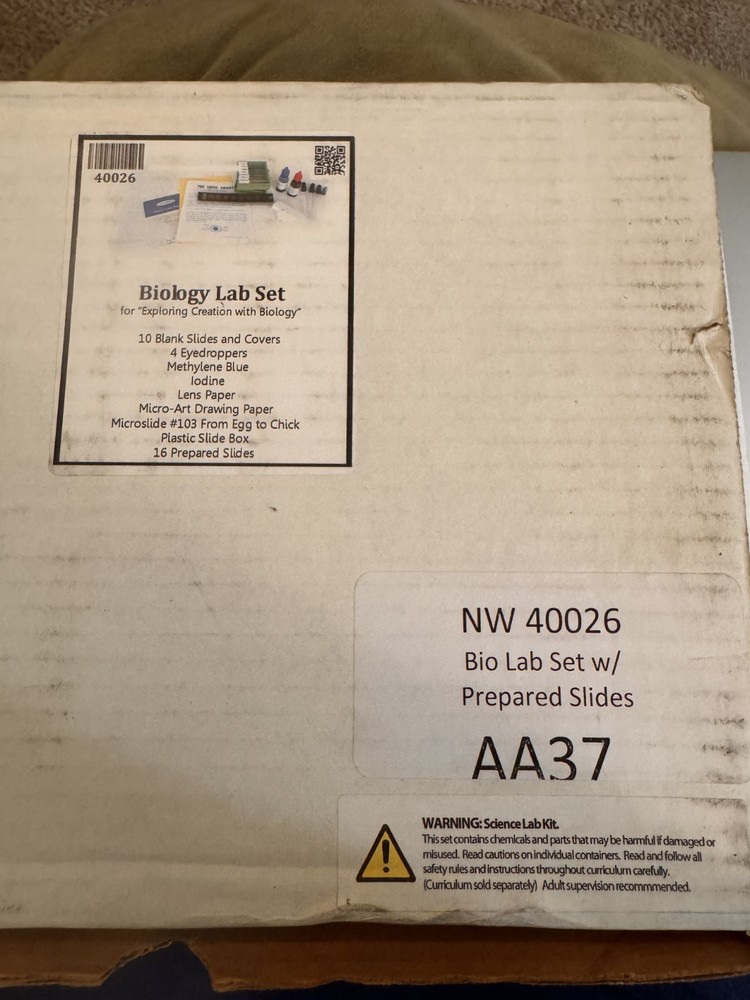 40026
Biology Lab Set
for "Exploring Creation with Biology"
10 Blank Slides and Covers
4 Eyedroppers
Methylene Blue
Iodine
Lens Paper
Micro-Art Drawing Paper
Microslide #103 From Egg to Chick
Plastic Slide Box
16 Prepared Slides
NW 40026
Bio Lab Set w/
Prepared Slides
AA37
WARNING: Science Lab Kit.
This set contains chemicals and parts that may be harmful if damaged or
misused. Read cautions on individual containers. Read and follow all
safety rules and instructions throughout curriculum carefully.
(Curriculum sold separately) Adult supervision recommmended.